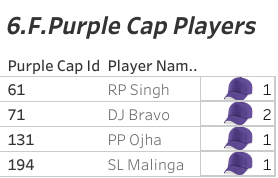 6.F.Purple Cap Players
Purple Cap Id Player Nam..
61 RP Singh 1
71 DJ Bravo 2
131 PP Ojha 1
194 SL Malinga 1